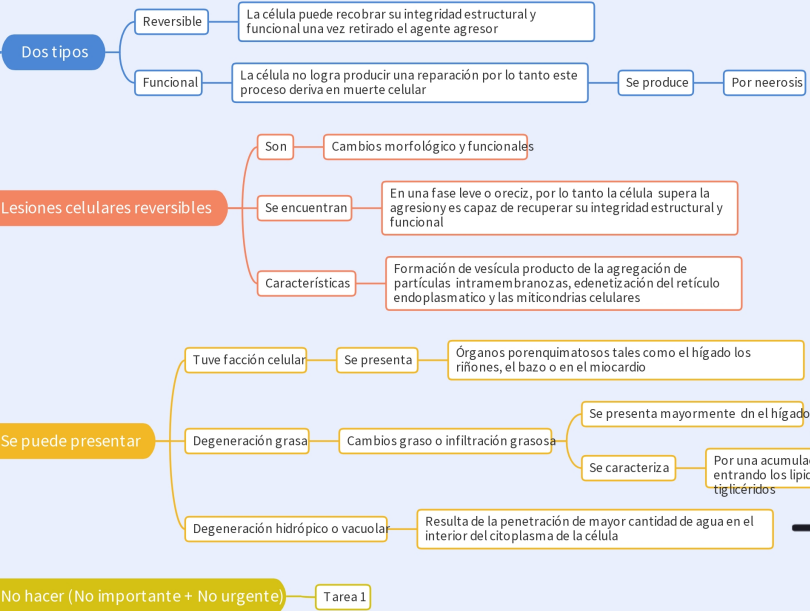 Dos tipos
Reversible
La célula puede recobrar su integridad estructural y
funcional una vez retirado el agente agresor
Funcional
La célula no logra producir una reparación por lo tanto este
proceso deriva en muerte celular
Se produce
Por neerosis
Lesiones celulares reversibles
Son
Cambios morfológico y funcionales
Se encuentran
En una fase leve o oreciz, por lo tanto la célula supera la
agresiony es capaz de recuperar su integridad estructural y
funcional
Características
Formación de vesícula producto de la agregación de
partículas intramembranozas, edenetización del retículo
endoplasmatico y las miticondrias celulares
Se puede presentar
Tuve facción celular
Se presenta
Órganos porenquimatosos tales como el hígado los
riñones, el bazo o en el miocardio
Degeneración grasa
Cambios graso o infiltración grasosa
Se presenta mayormente dn el hígado
Se caracteriza
Por una acumula
entrando los lipid
tiglicéridos
Degeneración hidrópico o vacuolar
Resulta de la penetración de mayor cantidad de agua en el
interior del citoplasma de la célula
No hacer (No importante + No urgente)
Tarea 1